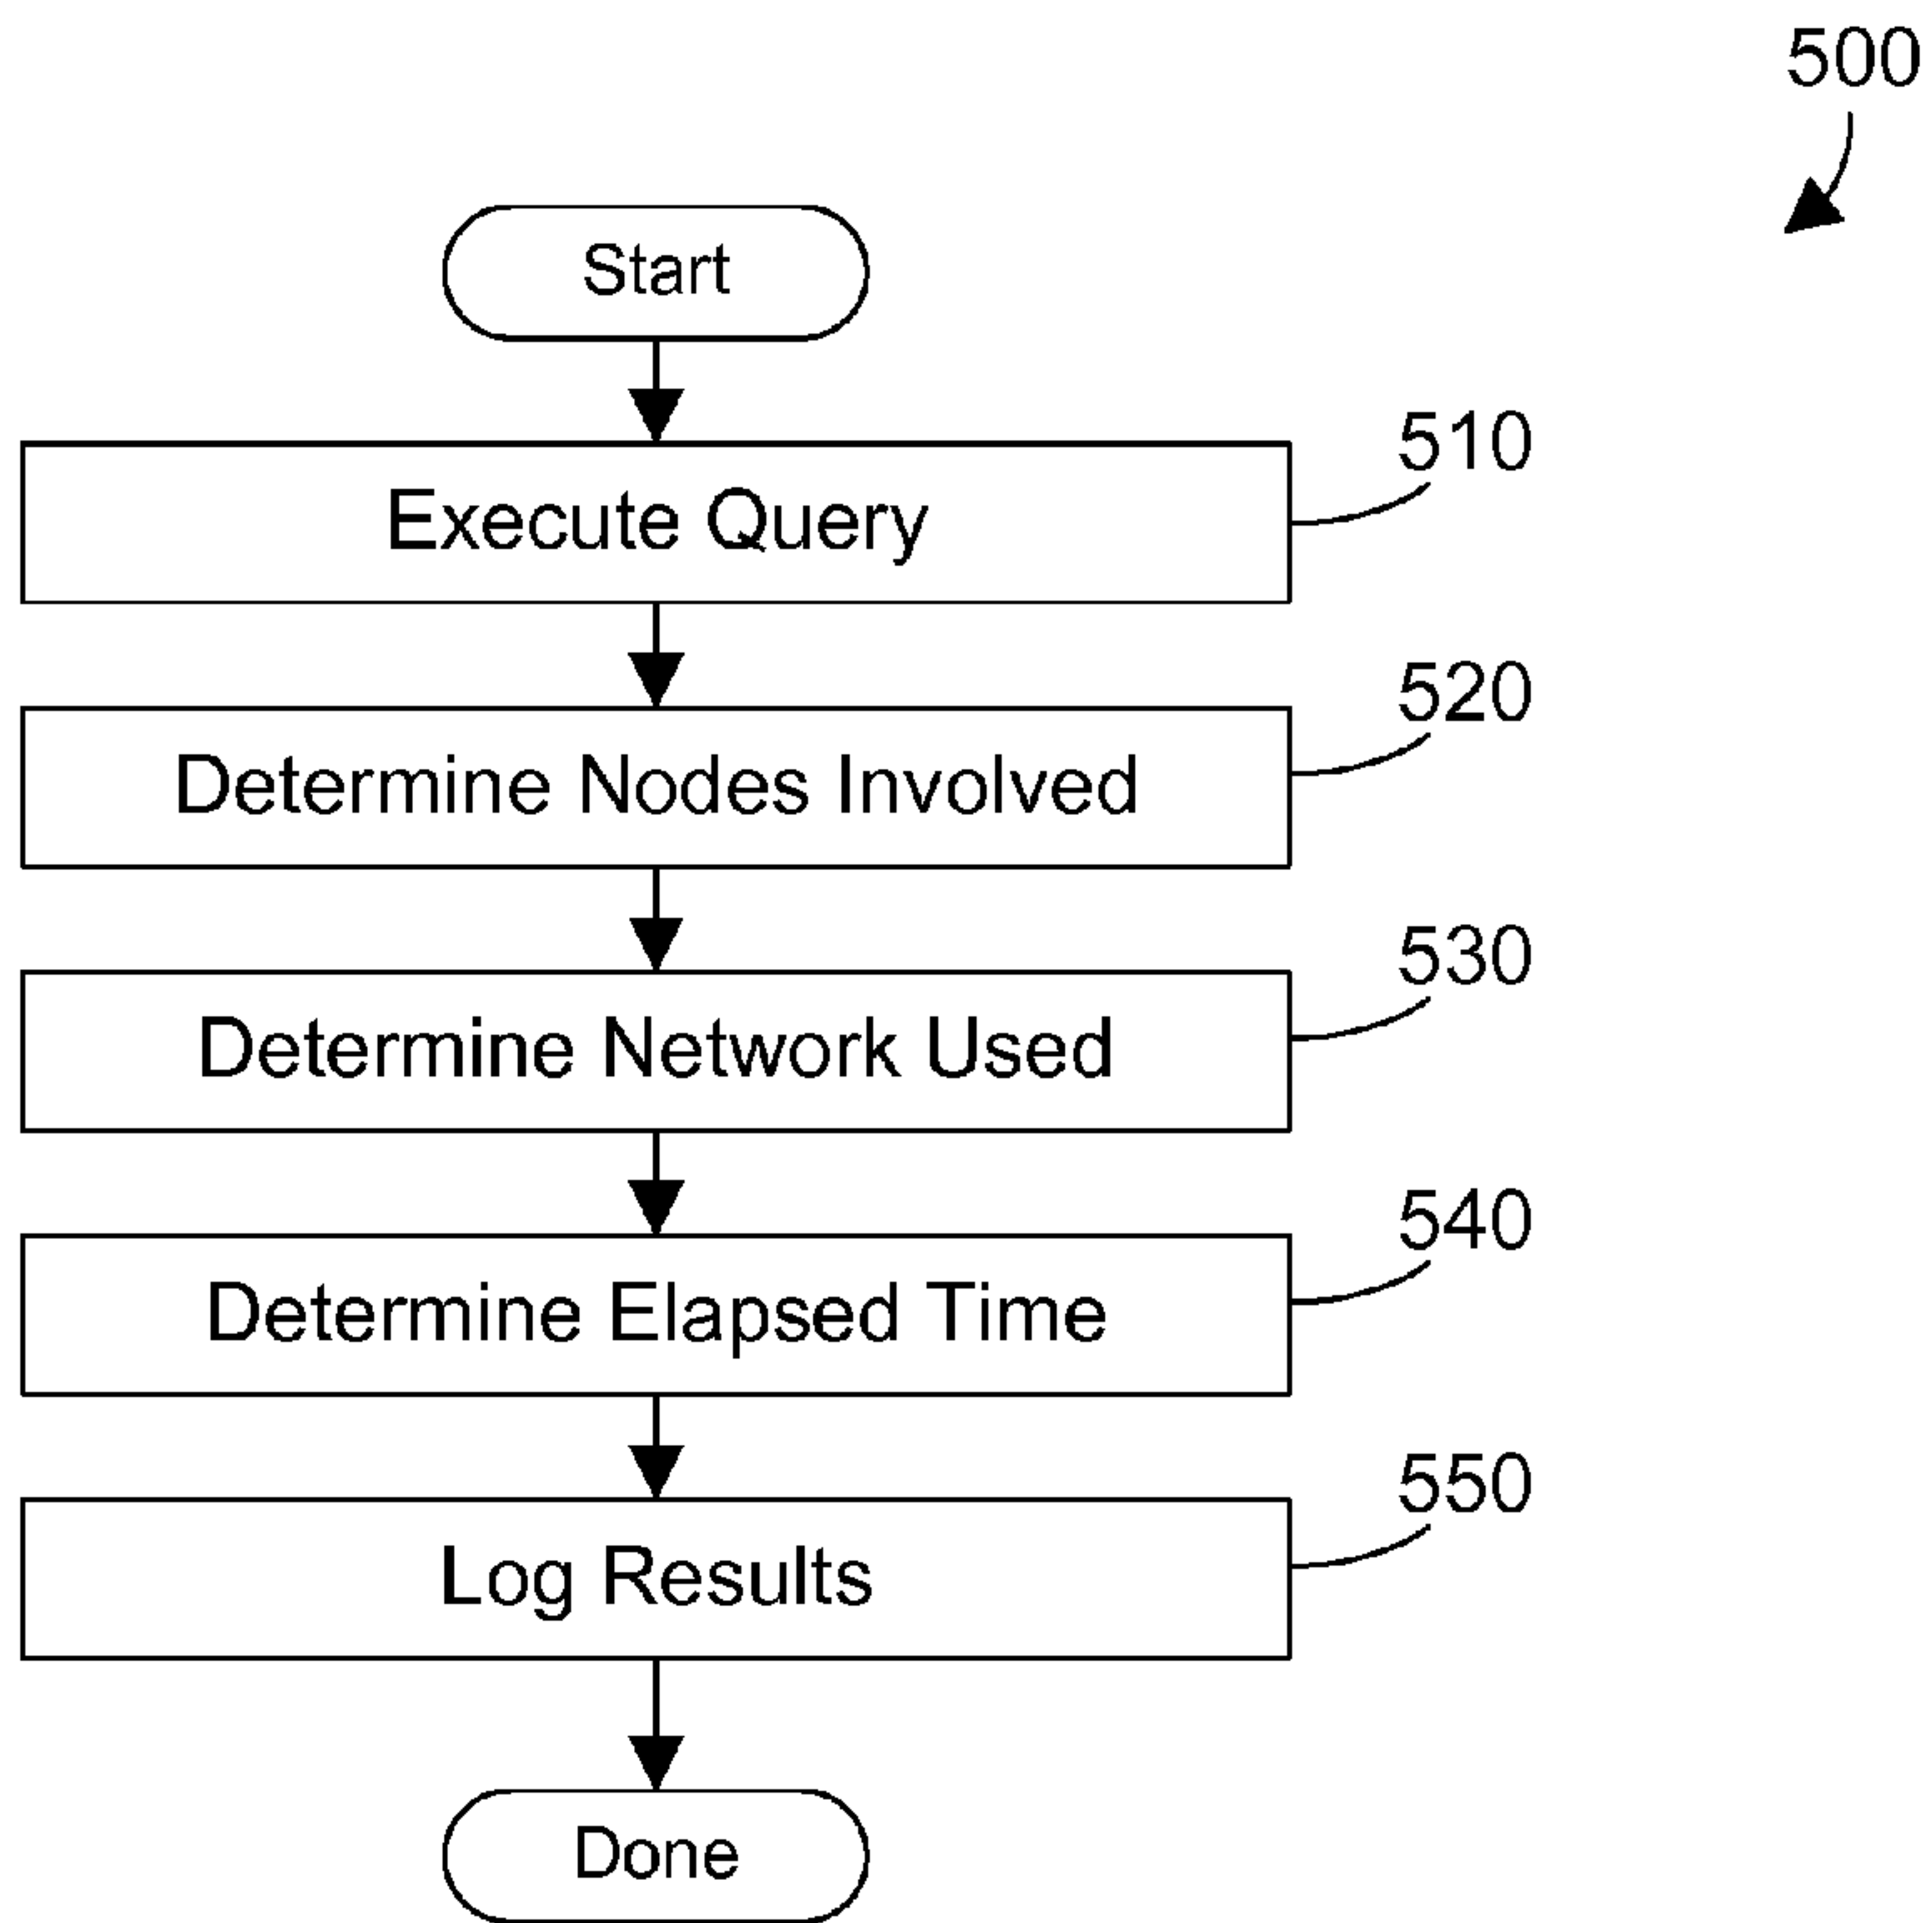 500
Start
510
Execute Query
520
Determine Nodes Involved
530
Determine Network Used
540
Determine Elapsed Time
550
Log Results
Done